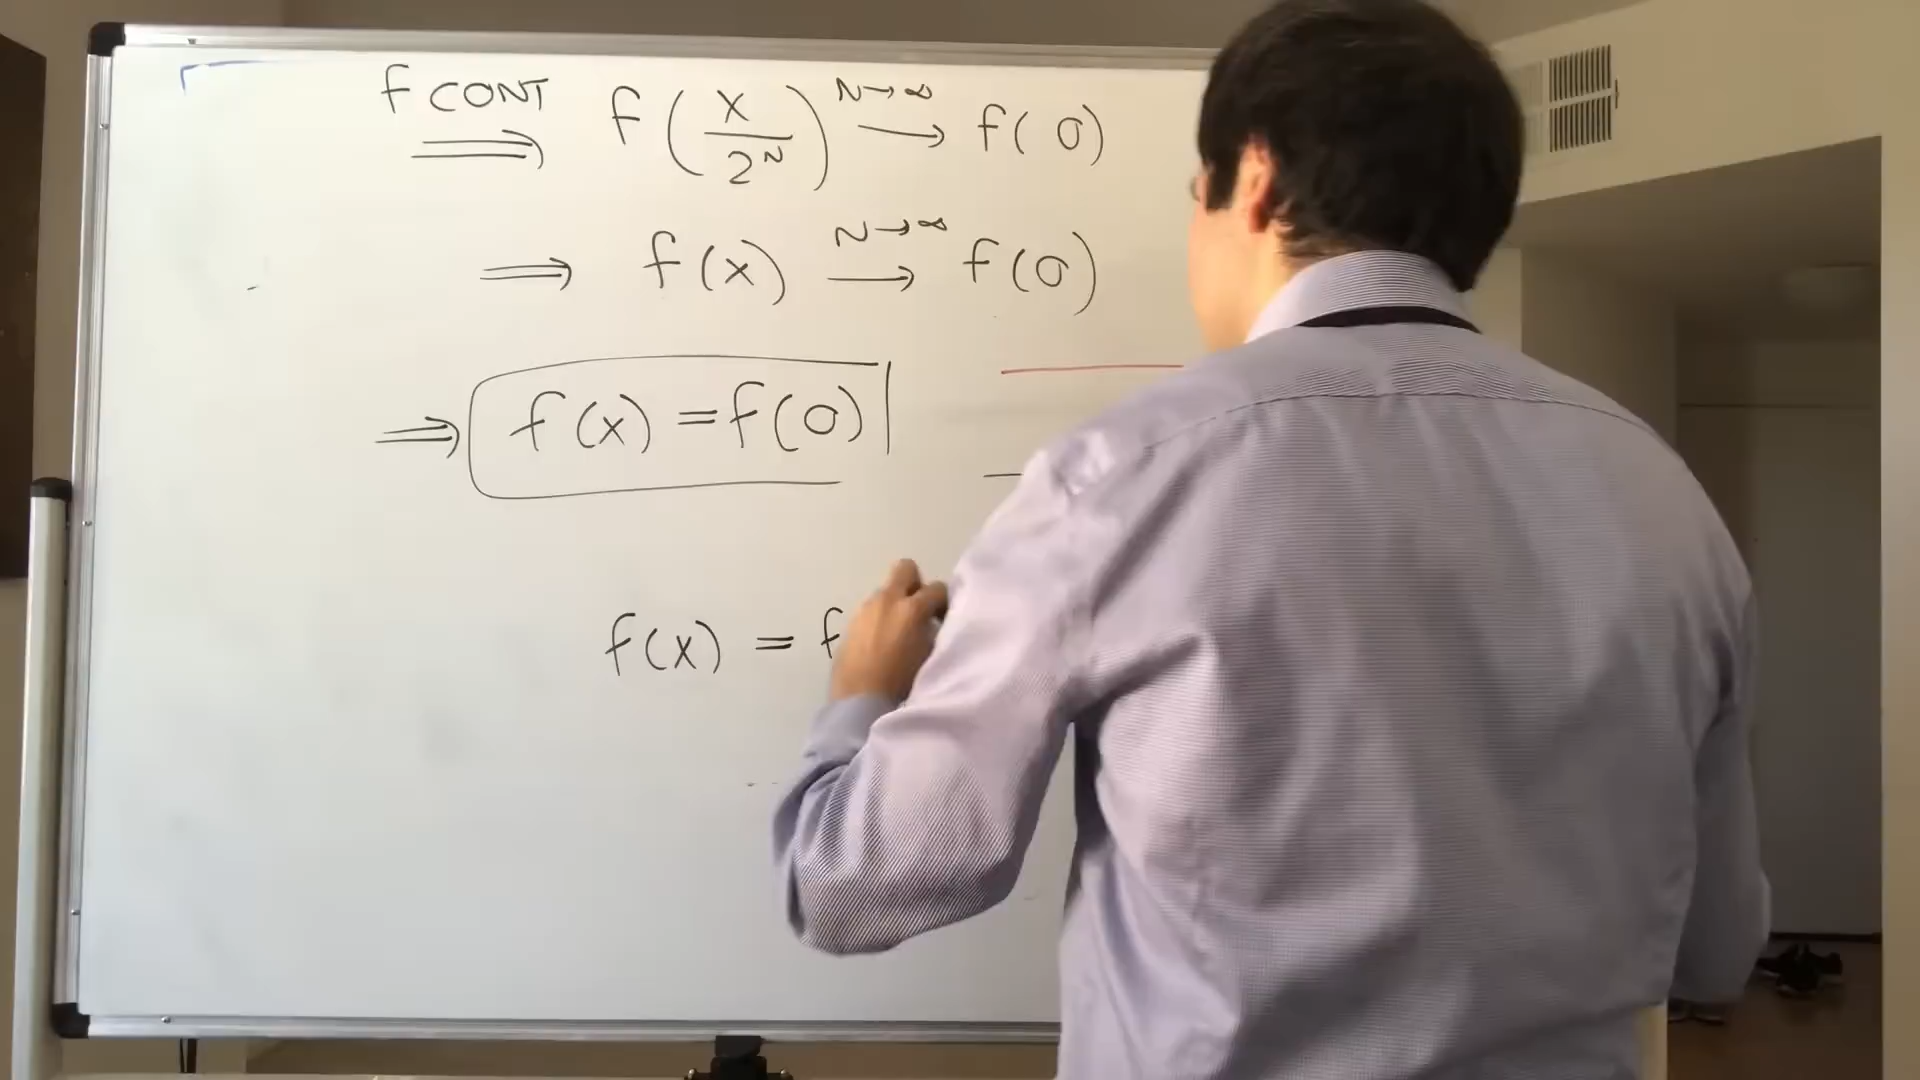 f CONT ⟹ f(x/2^N) →^{N→∞} f(0)
⟹ f(x) →^{N→∞} f(0)
⟹ f(x) = f(0)
f(x) = f